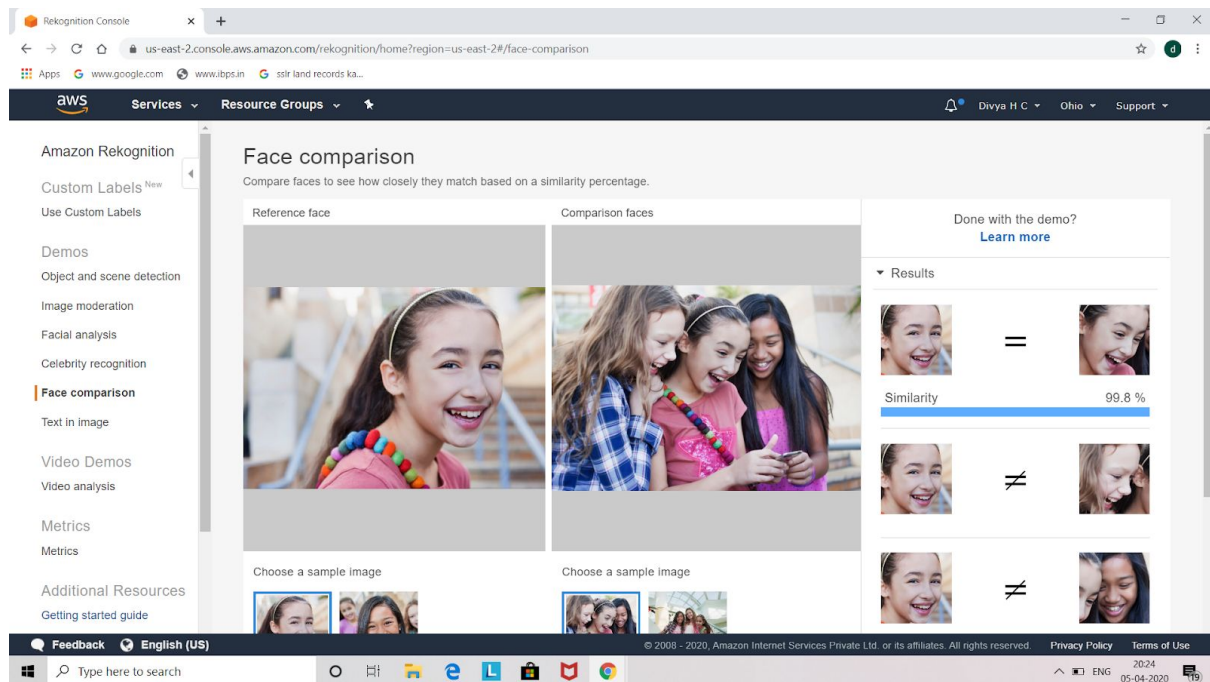 Rekognition Console
us-east-2.console.aws.amazon.com/rekognition/home?region=us-east-2#/face-comparison
d
Apps
G www.google.com
www.ibps.in
G sslr land records ka...
aws
Services
Resource Groups
Divya H C
Ohio
Support
Amazon Rekognition
Custom Labels New
Use Custom Labels
Demos
Object and scene detection
Image moderation
Facial analysis
Celebrity recognition
Face comparison
Text in image
Video Demos
Video analysis
Metrics
Metrics
Additional Resources
Getting started guide
Face comparison
Compare faces to see how closely they match based on a similarity percentage.
Reference face
Comparison faces
Choose a sample image
Choose a sample image
Done with the demo?
Learn more
Results
=
Similarity 99.8 %
≠
≠
Feedback
English (US)
© 2008 - 2020, Amazon Internet Services Private Ltd. or its affiliates. All rights reserved.
Privacy Policy
Terms of Use
Type here to search
L
ENG
20:24
05-04-2020
19